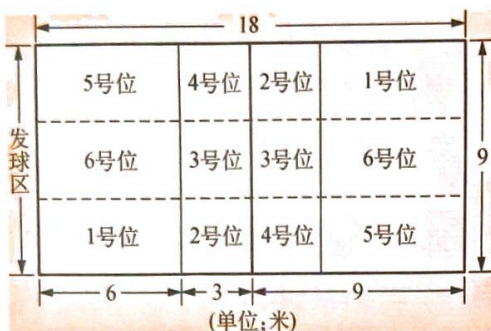 18
5号位 4号位 2号位 1号位
发球区
6号位 3号位 3号位 6号位
9
1号位 2号位 4号位 5号位
6 3 9
(单位;米)